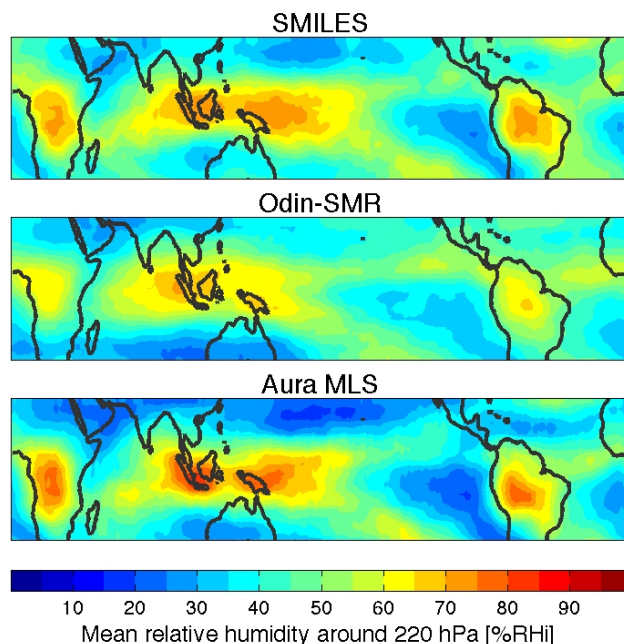 SMILES
Odin-SMR
Aura MLS
10 20 30 40 50 60 70 80 90
Mean relative humidity around 220 hPa [%RHi]